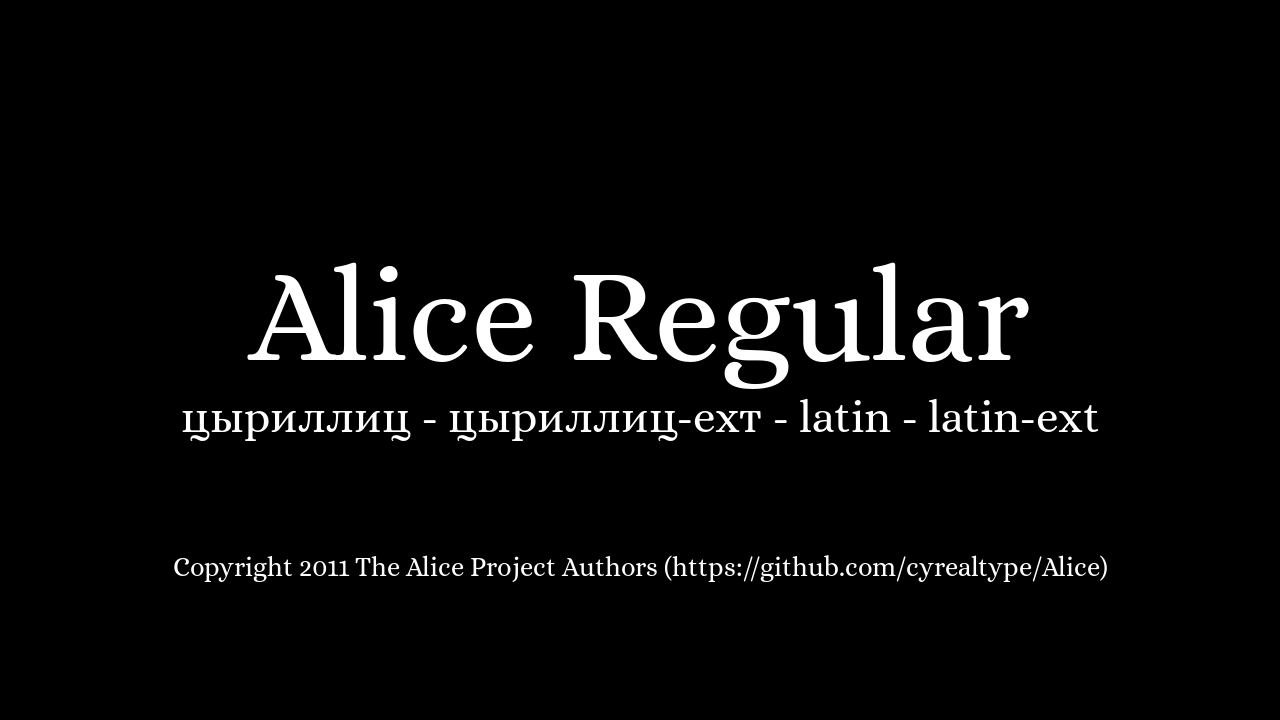 Alice Regular
цыриллиц - цыриллиц-ехт - latin - latin-ext
Copyright 2011 The Alice Project Authors (https://github.com/cyrealtype/Alice)